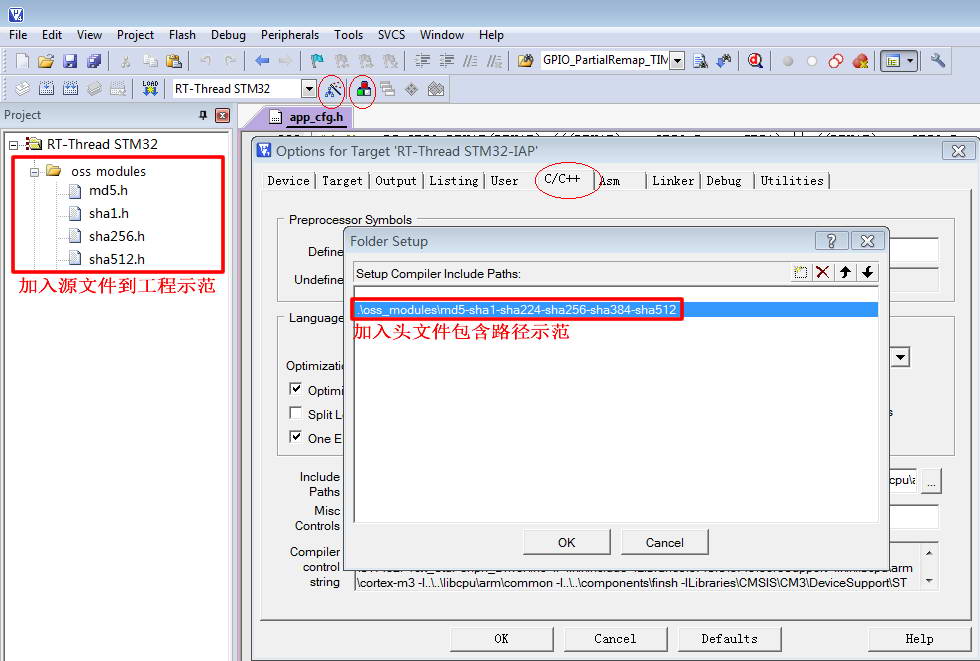 File Edit View Project Flash Debug Peripherals Tools SVCS Window Help
GPIO_PartialRemap_TIM
LOAD
RT-Thread STM32
Project
app_cfg.h
RT-Thread STM32
oss modules
md5.h
sha1.h
sha256.h
sha512.h
加入源文件到工程示范
Options for Target 'RT-Thread STM32-IAP'
Device Target Output Listing User C/C++ Asm Linker Debug Utilities
Preprocessor Symbols
Define
Undefine
Folder Setup
Setup Compiler Include Paths:
.\oss_modules\md5-sha1-sha224-sha256-sha384-sha512
加入头文件包含路径示范
OK Cancel
Language
Optimizatio
Optimi
Split L
One E
Include
Paths
cpu\a
...
Misc
Controls
Compiler
control
string
\cortex-m3 -I..\..\libcpu\arm\common -I..\..\components\finsh -ILibraries\CMSIS\CM3\DeviceSupport\ST
OK Cancel Defaults Help